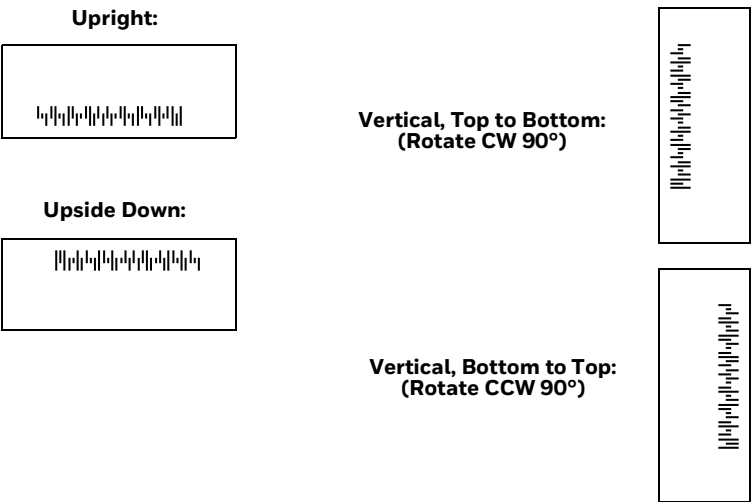 Upright:
Vertical, Top to Bottom:
(Rotate CW 90°)
Upside Down:
Vertical, Bottom to Top:
(Rotate CCW 90°)